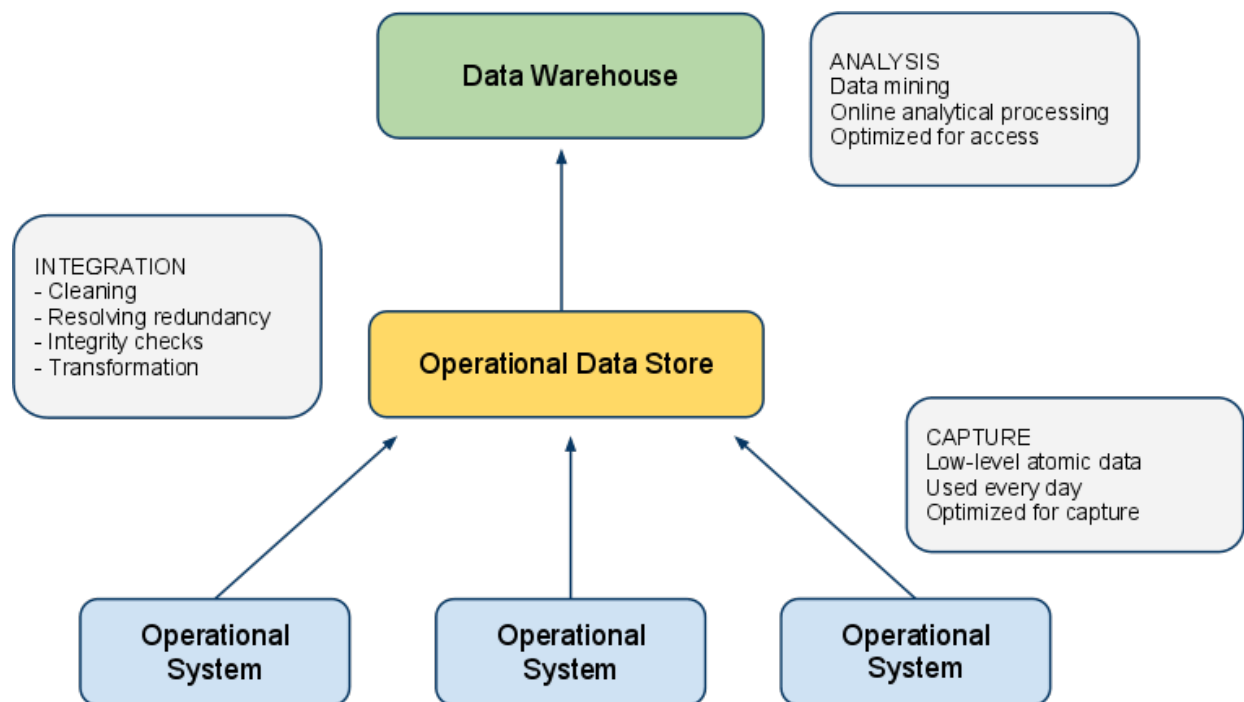 Data Warehouse
ANALYSIS
Data mining
Online analytical processing
Optimized for access
INTEGRATION
- Cleaning
- Resolving redundancy
- Integrity checks
- Transformation
Operational Data Store
CAPTURE
Low-level atomic data
Used every day
Optimized for capture
Operational
System
Operational
System
Operational
System